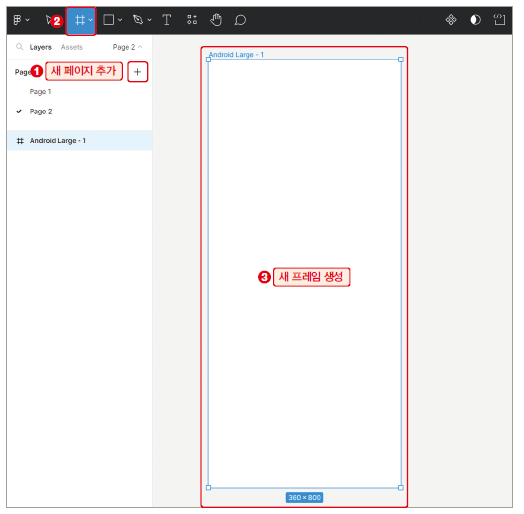 2
Layers Assets Page 2
Page
1 새 페이지 추가 +
Page 1
Page 2
Android Large - 1
Android Large - 1
3 새 프레임 생성
360 × 800